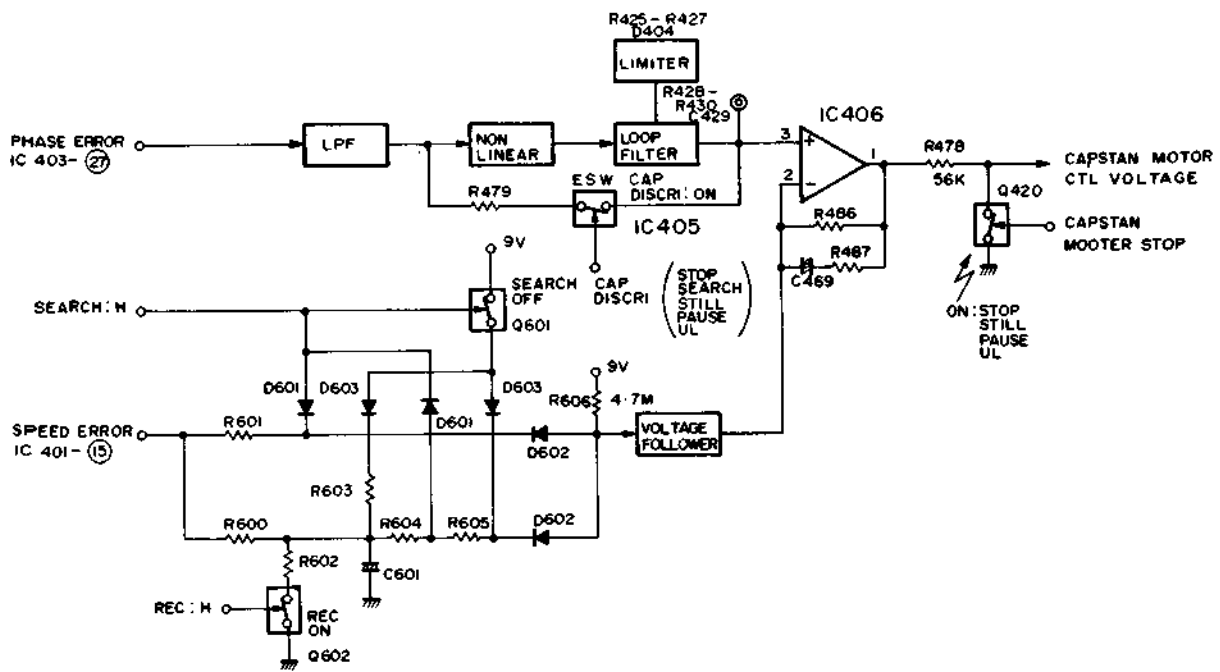 R425-R427
D404
LIMITER
R428-
R430
C429
IC406
PHASE ERROR
IC 403-27
LPF
NON
LINEAR
LOOP
FILTER
3
+
1
2
-
R478
56K
CAPSTAN MOTOR
CTL VOLTAGE
Q420
R479
ESW
CAP
DISCRI:ON
IC405
R486
R487
C469
CAPSTAN
MOOTER STOP
9V
SEARCH
OFF
Q601
CAP
DISCRI
STOP
SEARCH
STILL
PAUSE
UL
ON:STOP
STILL
PAUSE
UL
SEARCH:H
D601
D603
D601
D603
9V
R606
4.7M
SPEED ERROR
IC 401-15
R601
D602
VOLTAGE
FOLLOWER
R603
R600
R604
R605
D602
R602
C601
REC:H
REC
ON
Q602